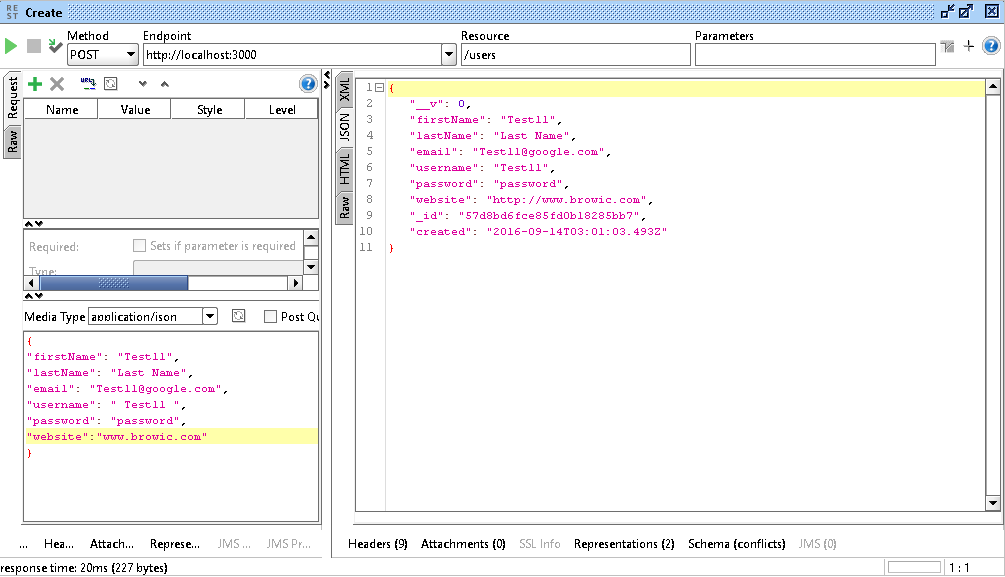 RE ST Create
Method Endpoint Resource Parameters
POST http://localhost:3000 /users
Request
Raw
URL
Name Value Style Level
Required: Sets if parameter is required
Type:
Media Type application/json Post Qu
{
"firstName": "Test11",
"lastName": "Last Name",
"email": "Test11@google.com",
"username": " Test11 ",
"password": "password",
"website":"www.browic.com"
}
... Hea... Attach... Represe... JMS ... JMS Pr...
XML
JSON
HTML
Raw
1 {
2 "__v": 0,
3 "firstName": "Test11",
4 "lastName": "Last Name",
5 "email": "Test11@google.com",
6 "username": "Test11",
7 "password": "password",
8 "website": "http://www.browic.com",
9 "_id": "57d8bd6fce85fd0b18285bb7",
10 "created": "2016-09-14T03:01:03.493Z"
11 }
Headers (9) Attachments (0) SSL Info Representations (2) Schema (conflicts) JMS (0)
response time: 20ms (227 bytes) 1 : 1